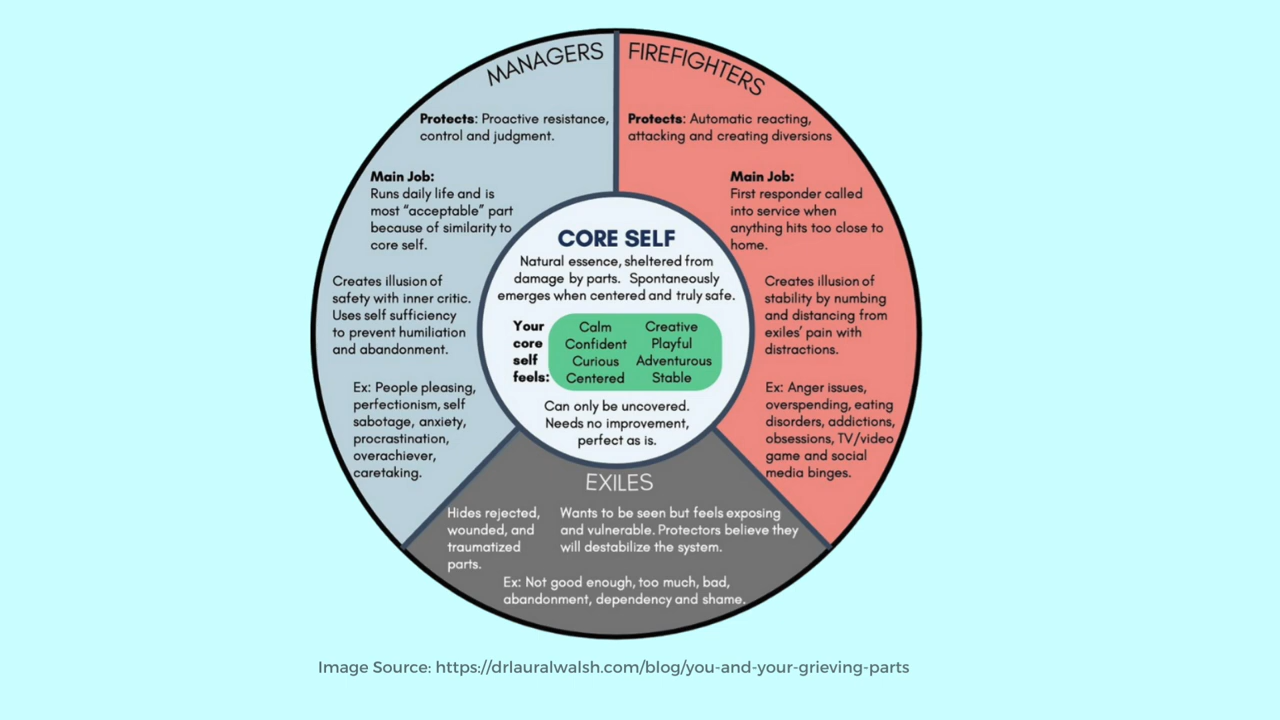 MANAGERS
Protects: Proactive resistance,
control and judgment.
Main Job:
Runs daily life and is
most “acceptable” part
because of similarity to
core self.
Creates illusion of
safety with inner critic.
Uses self sufficiency
to prevent humiliation
and abandonment.
Ex: People pleasing,
perfectionism, self
sabotage, anxiety,
procrastination,
overachiever,
caretaking.
FIREFIGHTERS
Protects: Automatic reacting,
attacking and creating diversions
Main Job:
First responder called
into service when
anything hits too close to
home.
Creates illusion of
stability by numbing
and distancing from
exiles’ pain with
distractions.
Ex: Anger issues,
overspending, eating
disorders, addictions,
obsessions, TV/video
game and social
media binges.
CORE SELF
Natural essence, sheltered from
damage by parts. Spontaneously
emerges when centered and truly safe.
Your
core
self
feels:
Calm Creative
Confident Playful
Curious Adventurous
Centered Stable
Can only be uncovered.
Needs no improvement,
perfect as is.
EXILES
Hides rejected,
wounded, and
traumatized
parts.
Wants to be seen but feels exposing
and vulnerable. Protectors believe they
will destabilize the system.
Ex: Not good enough, too much, bad,
abandonment, dependency and shame.
Image Source: https://drlauralwalsh.com/blog/you-and-your-grieving-parts